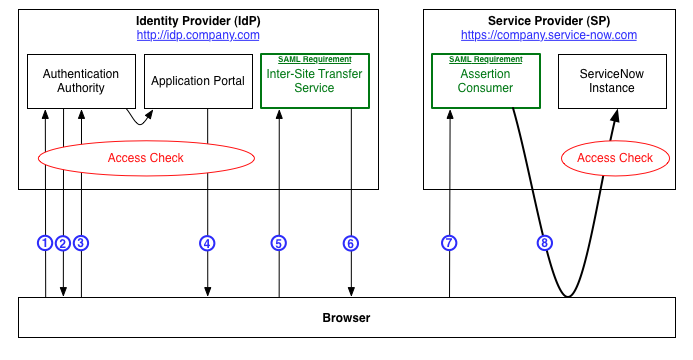 Identity Provider (IdP)
http://idp.company.com
Authentication
Authority
Application Portal
SAML Requirement
Inter-Site Transfer
Service
Access Check
Service Provider (SP)
https://company.service-now.com
SAML Requirement
Assertion
Consumer
ServiceNow
Instance
Access Check
1
2
3
4
5
6
7
8
Browser